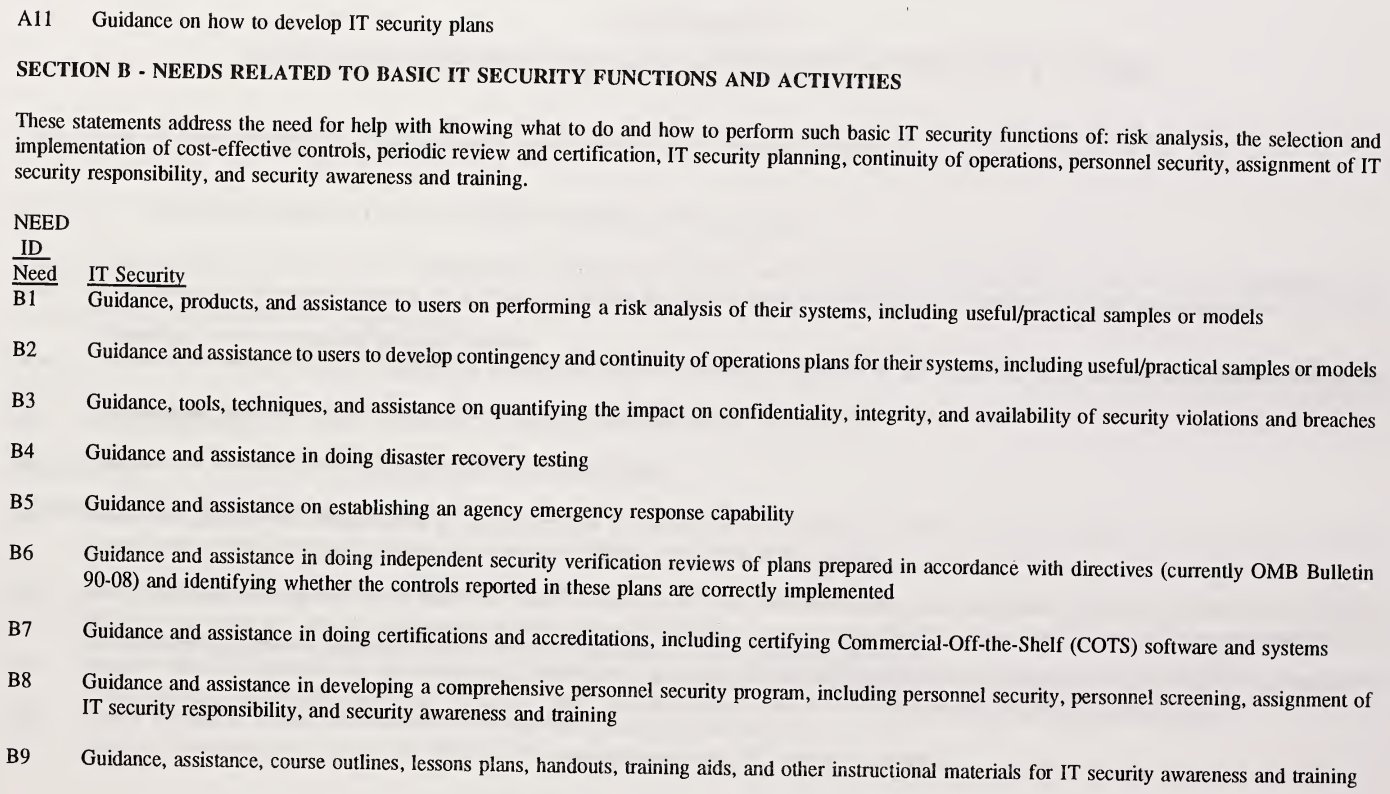 A11 Guidance on how to develop IT security plans
SECTION B - NEEDS RELATED TO BASIC IT SECURITY FUNCTIONS AND ACTIVITIES
These statements address the need for help with knowing what to do and how to perform such basic IT security functions of: risk analysis, the selection and
implementation of cost-effective controls, periodic review and certification, IT security planning, continuity of operations, personnel security, assignment of IT
security responsibility, and security awareness and training.
NEED
ID
Need IT Security
B1 Guidance, products, and assistance to users on performing a risk analysis of their systems, including useful/practical samples or models
B2 Guidance and assistance to users to develop contingency and continuity of operations plans for their systems, including useful/practical samples or models
B3 Guidance, tools, techniques, and assistance on quantifying the impact on confidentiality, integrity, and availability of security violations and breaches
B4 Guidance and assistance in doing disaster recovery testing
B5 Guidance and assistance on establishing an agency emergency response capability
B6 Guidance and assistance in doing independent security verification reviews of plans prepared in accordance with directives (currently OMB Bulletin
90-08) and identifying whether the controls reported in these plans are correctly implemented
B7 Guidance and assistance in doing certifications and accreditations, including certifying Commercial-Off-the-Shelf (COTS) software and systems
B8 Guidance and assistance in developing a comprehensive personnel security program, including personnel security, personnel screening, assignment of
IT security responsibility, and security awareness and training
B9 Guidance, assistance, course outlines, lessons plans, handouts, training aids, and other instructional materials for IT security awareness and training